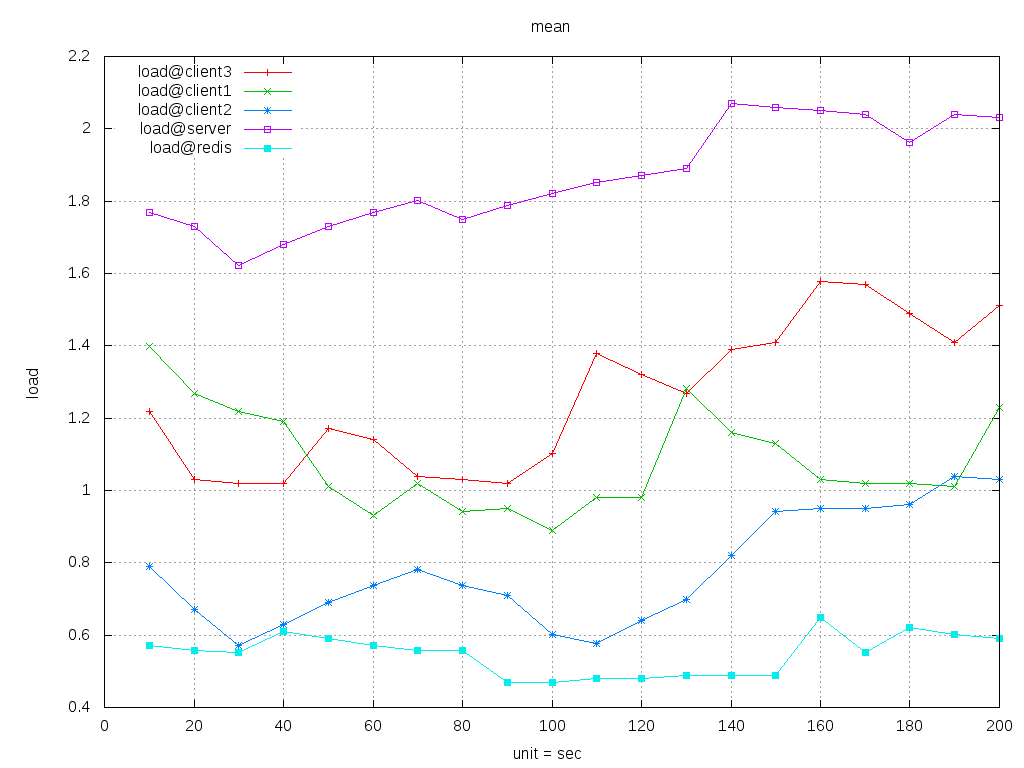 mean
2.2
2
1.8
1.6
1.4
1.2
1
0.8
0.6
0.4
load
load@client3
load@client1
load@client2
load@server
load@redis
0 20 40 60 80 100 120 140 160 180 200
unit = sec